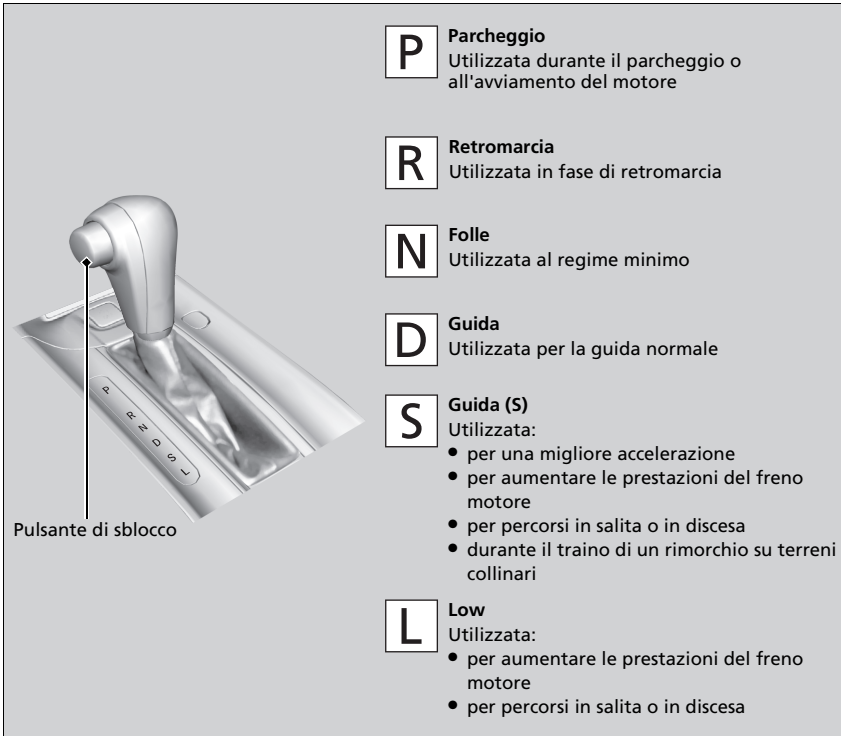 P
Parcheggio
Utilizzata durante il parcheggio o
all'avviamento del motore
R
Retromarcia
Utilizzata in fase di retromarcia
N
Folle
Utilizzata al regime minimo
D
Guida
Utilizzata per la guida normale
S
Guida (S)
Utilizzata:
● per una migliore accelerazione
● per aumentare le prestazioni del freno
motore
● per percorsi in salita o in discesa
● durante il traino di un rimorchio su terreni
collinari
L
Low
Utilizzata:
● per aumentare le prestazioni del freno
motore
● per percorsi in salita o in discesa
P
R
N
D
S
L
Pulsante di sblocco